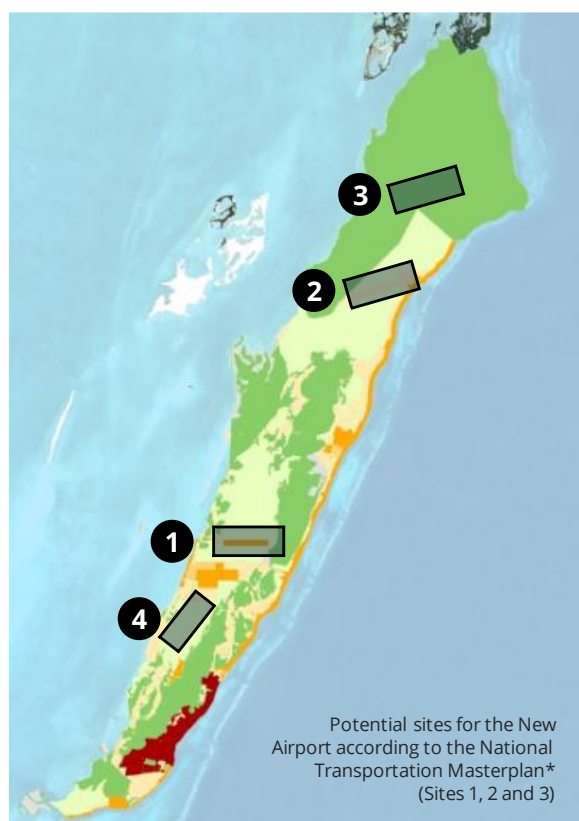 3
2
1
4
Potential sites for the New
Airport according to the National
Transportation Masterplan*
(Sites 1, 2 and 3)